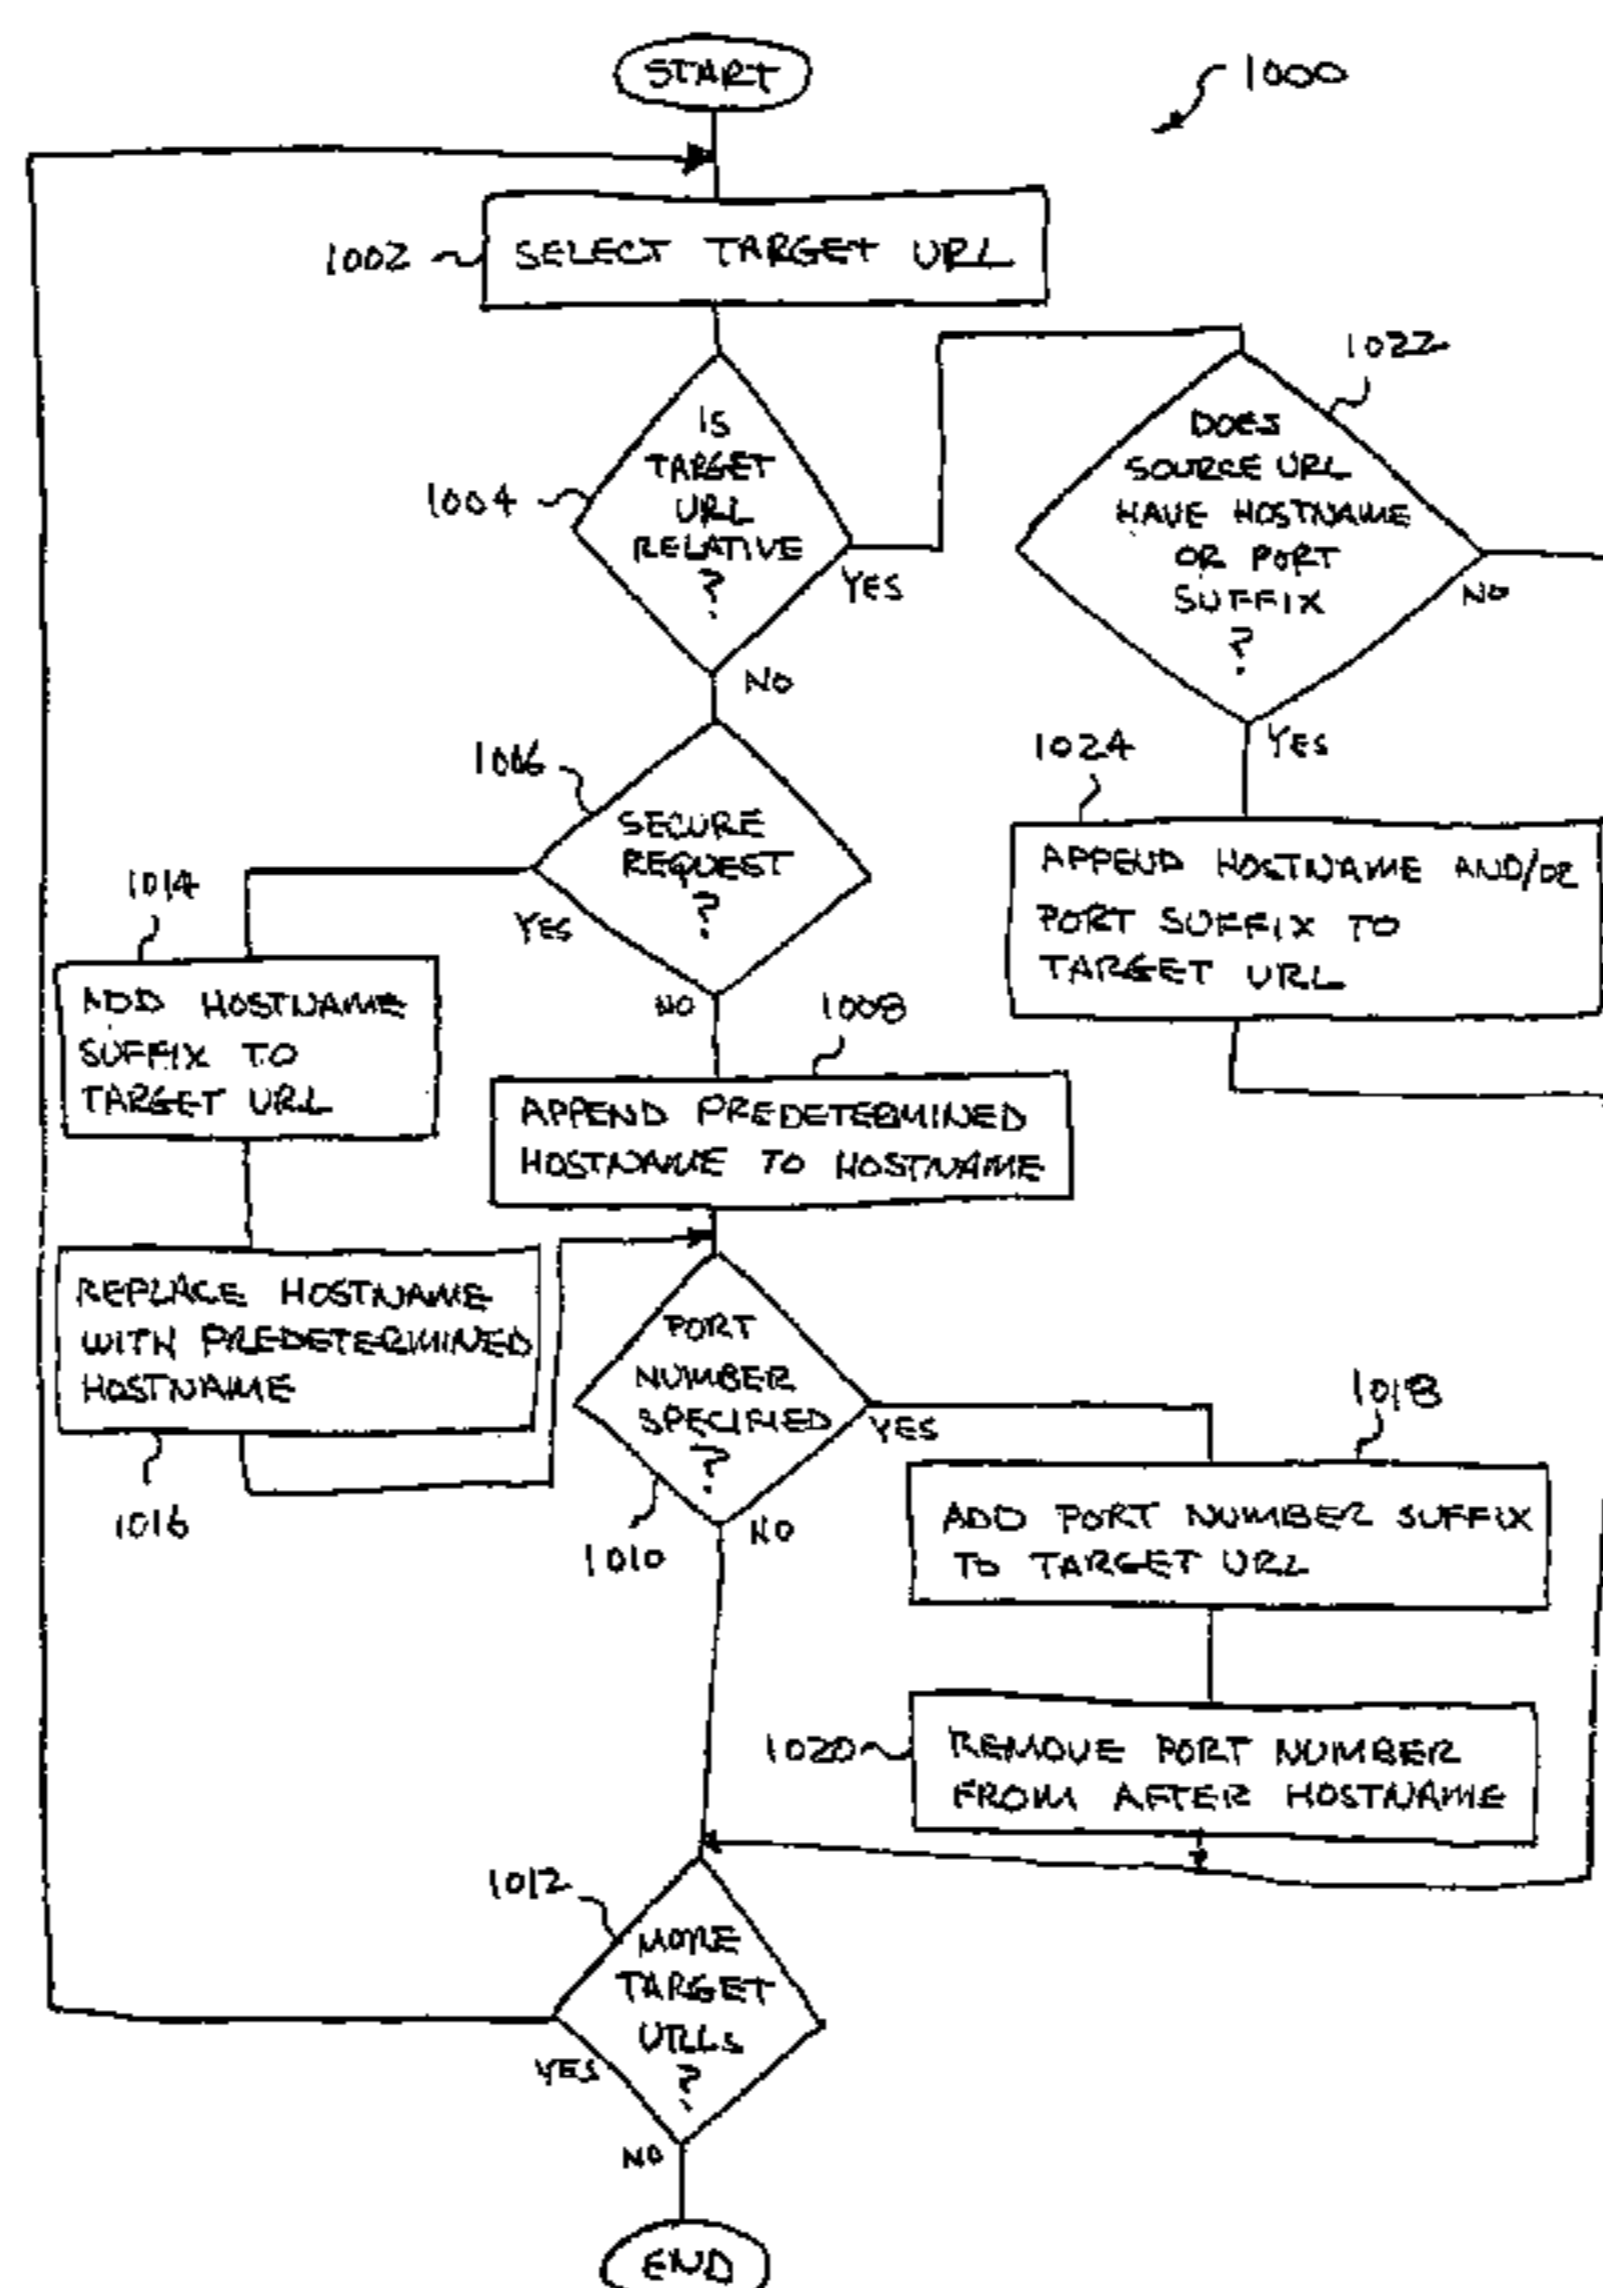 START
1000
1002
SELECT TARGET URL
1004
IS
TARGET
URL
RELATIVE
?
YES
NO
1022
DOES
SOURCE URL
HAVE HOSTNAME
OR PORT
SUFFIX
?
NO
YES
1006
SECURE
REQUEST
?
YES
NO
1024
APPEND HOSTNAME AND/OR
PORT SUFFIX TO
TARGET URL
1014
ADD HOSTNAME
SUFFIX TO
TARGET URL
1008
APPEND PREDETERMINED
HOSTNAME TO HOSTNAME
REPLACE HOSTNAME
WITH PREDETERMINED
HOSTNAME
1016
PORT
NUMBER
SPECIFIED
?
YES
NO
1010
1018
ADD PORT NUMBER SUFFIX
TO TARGET URL
1020
REMOVE PORT NUMBER
FROM AFTER HOSTNAME
1012
MORE
TARGET
URLs
?
YES
NO
END